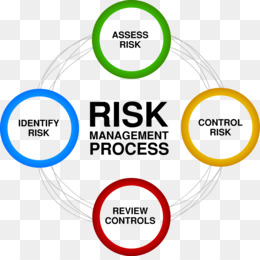 ASSESS
RISK
IDENTIFY
RISK
RISK
MANAGEMENT
PROCESS
CONTROL
RISK
REVIEW
CONTROLS